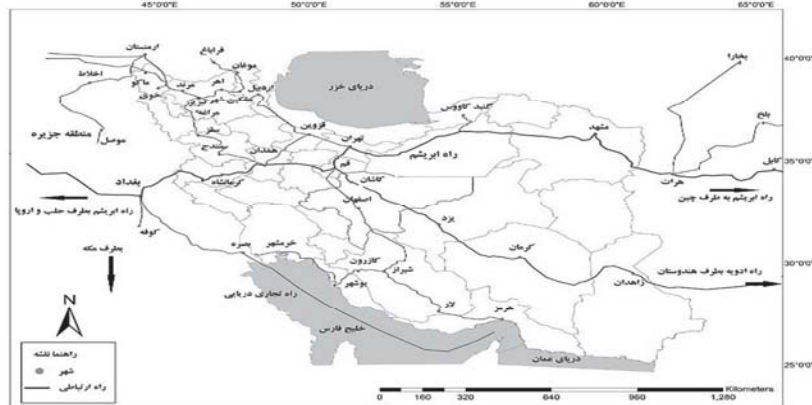 45°0'0"
50°0'0"
55°0'0"
60°0'0"
65°0'0"
40°0'0"
35°0'0"
30°0'0"
25°0'0"
ارمنستان
قراباغ
موغان
اخلاط
ماکو
خوی
مرند
اهر
اردبیل
مشکین شهر
تبریز
مراغه
سقز
سنندج
موصل
منطقه جزیره
دریای خزر
گنبد کاووس
بخارا
بلخ
قزوین
تهران
همدان
قم
راه ابریشم
مشهد
هرات
کابل
راه ابریشم به طرف چین
بغداد
کرمانشاه
کاشان
اصفهان
راه ابریشم بطرف حلب و اروپا
کوفه
یزد
بطرف مکه
بصره
خرمشهر
کازرون
شیراز
بوشهر
کرمان
زاهدان
راه ادویه بطرف هندوستان
راه تجاری دریایی
لار
هرمز
خلیج فارس
دریای عمان
N
راهنما نقشه
شهر
راه ارتباطی
Kilometers
0 160 320 640 960 1,280